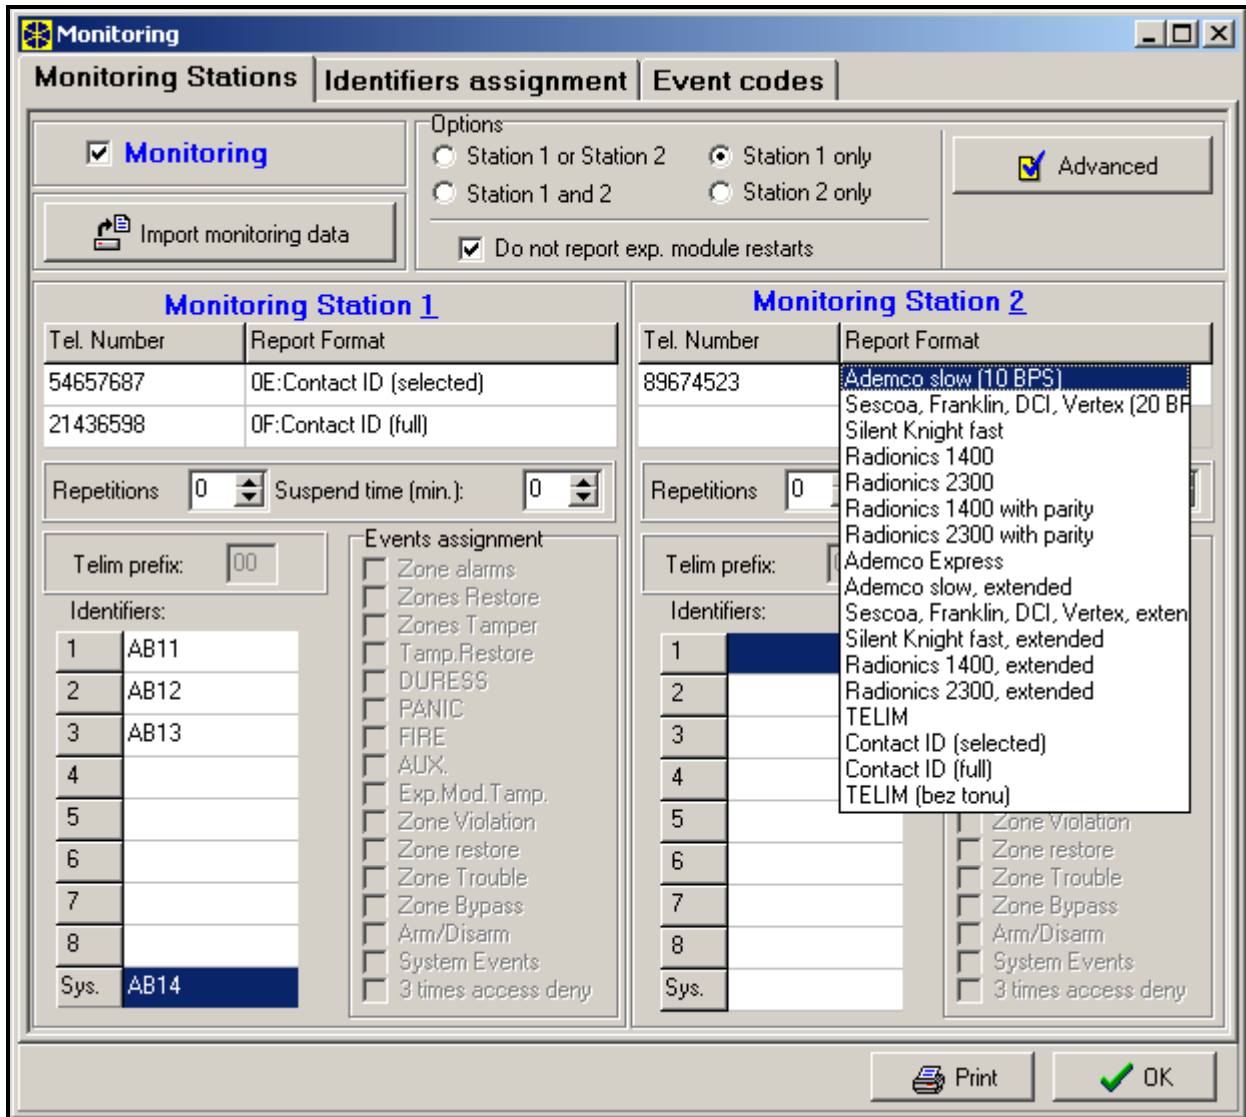 Monitoring
Monitoring Stations Identifiers assignment Event codes
Monitoring
Import monitoring data
Options
Station 1 or Station 2 Station 1 only
Station 1 and 2 Station 2 only
Do not report exp. module restarts
Advanced
Monitoring Station 1
Tel. Number Report Format
54657687 0E:Contact ID (selected)
21436598 0F:Contact ID (full)
Repetitions 0 Suspend time (min.): 0
Telim prefix: 00
Identifiers:
1 AB11
2 AB12
3 AB13
4
5
6
7
8
Sys. AB14
Events assignment
Zone alarms
Zones Restore
Zones Tamper
Tamp.Restore
DURESS
PANIC
FIRE
AUX.
Exp.Mod.Tamp.
Zone Violation
Zone restore
Zone Trouble
Zone Bypass
Arm/Disarm
System Events
3 times access deny
Monitoring Station 2
Tel. Number Report Format
89674523
Ademco slow (10 BPS)
Sescoa, Franklin, DCI, Vertex (20
Silent Knight fast
Radionics 1400
Radionics 2300
Radionics 1400 with parity
Radionics 2300 with parity
Ademco Express
Ademco slow, extended
Sescoa, Franklin, DCI, Vertex, exten
Silent Knight fast, extended
Radionics 1400, extended
Radionics 2300, extended
TELIM
Contact ID (selected)
Contact ID (full)
TELIM (bez tonu)
Repetitions 0
Telim prefix:
Identifiers:
1
2
3
4
5
6
7
8
Sys.
Zone Violation
Zone restore
Zone Trouble
Zone Bypass
Arm/Disarm
System Events
3 times access deny
Print OK